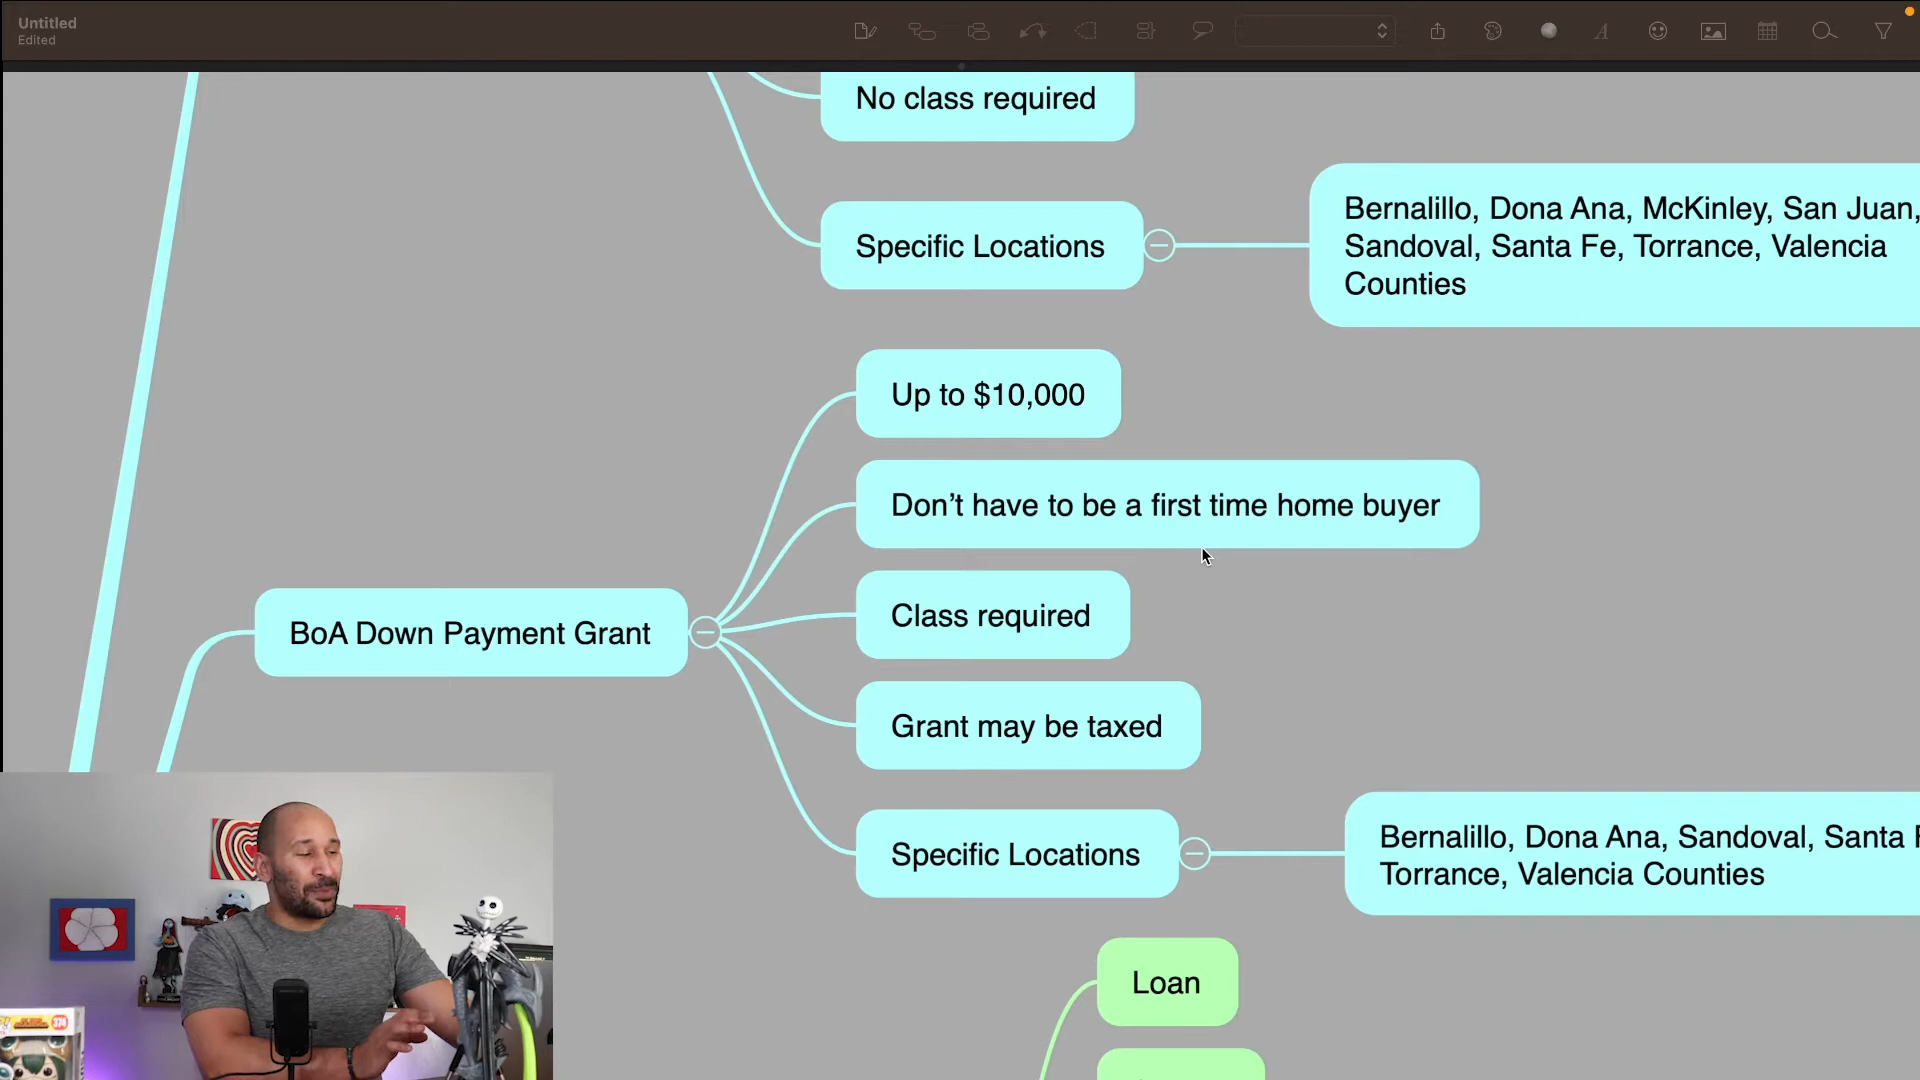 Untitled
Edited
No class required
Specific Locations
Bernalillo, Dona Ana, McKinley, San Juan,
Sandoval, Santa Fe, Torrance, Valencia
Counties
Up to $10,000
Don’t have to be a first time home buyer
Class required
BoA Down Payment Grant
Grant may be taxed
Specific Locations
Bernalillo, Dona Ana, Sandoval, Santa F
Torrance, Valencia Counties
Loan
374